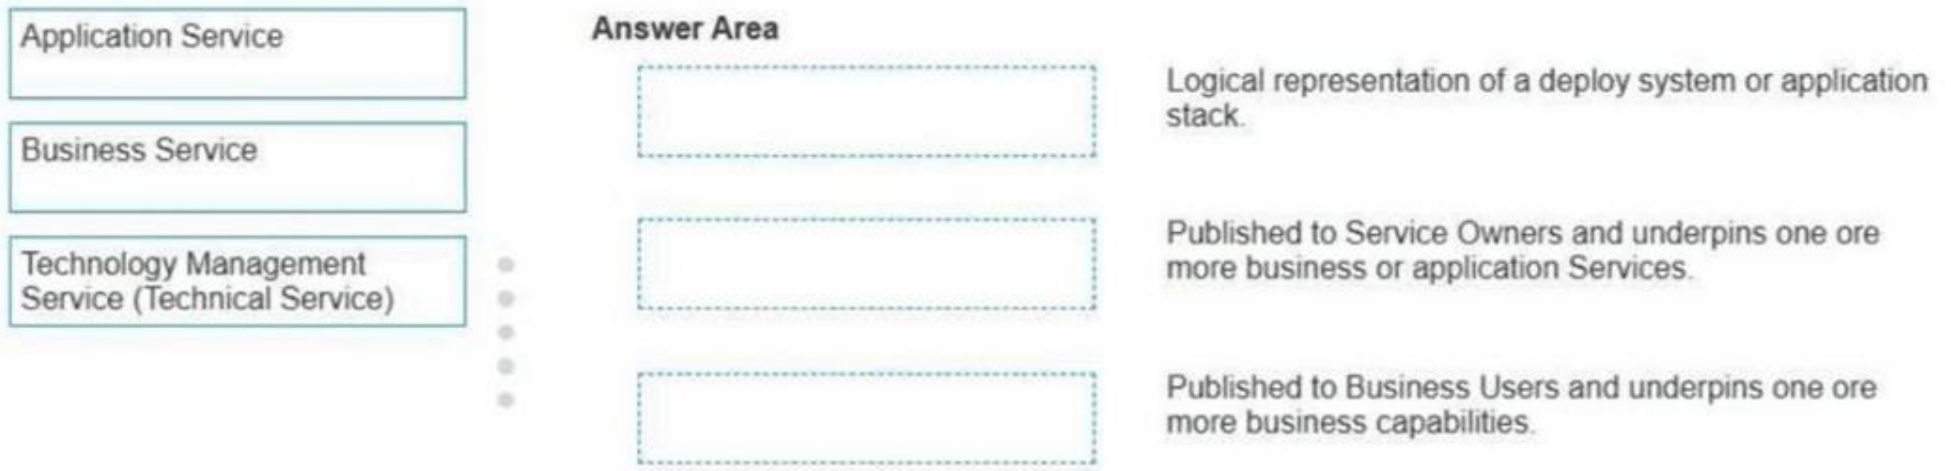 Application Service
Business Service
Technology Management
Service (Technical Service)
Answer Area
Logical representation of a deploy system or application
stack.
Published to Service Owners and underpins one ore
more business or application Services.
Published to Business Users and underpins one ore
more business capabilities.